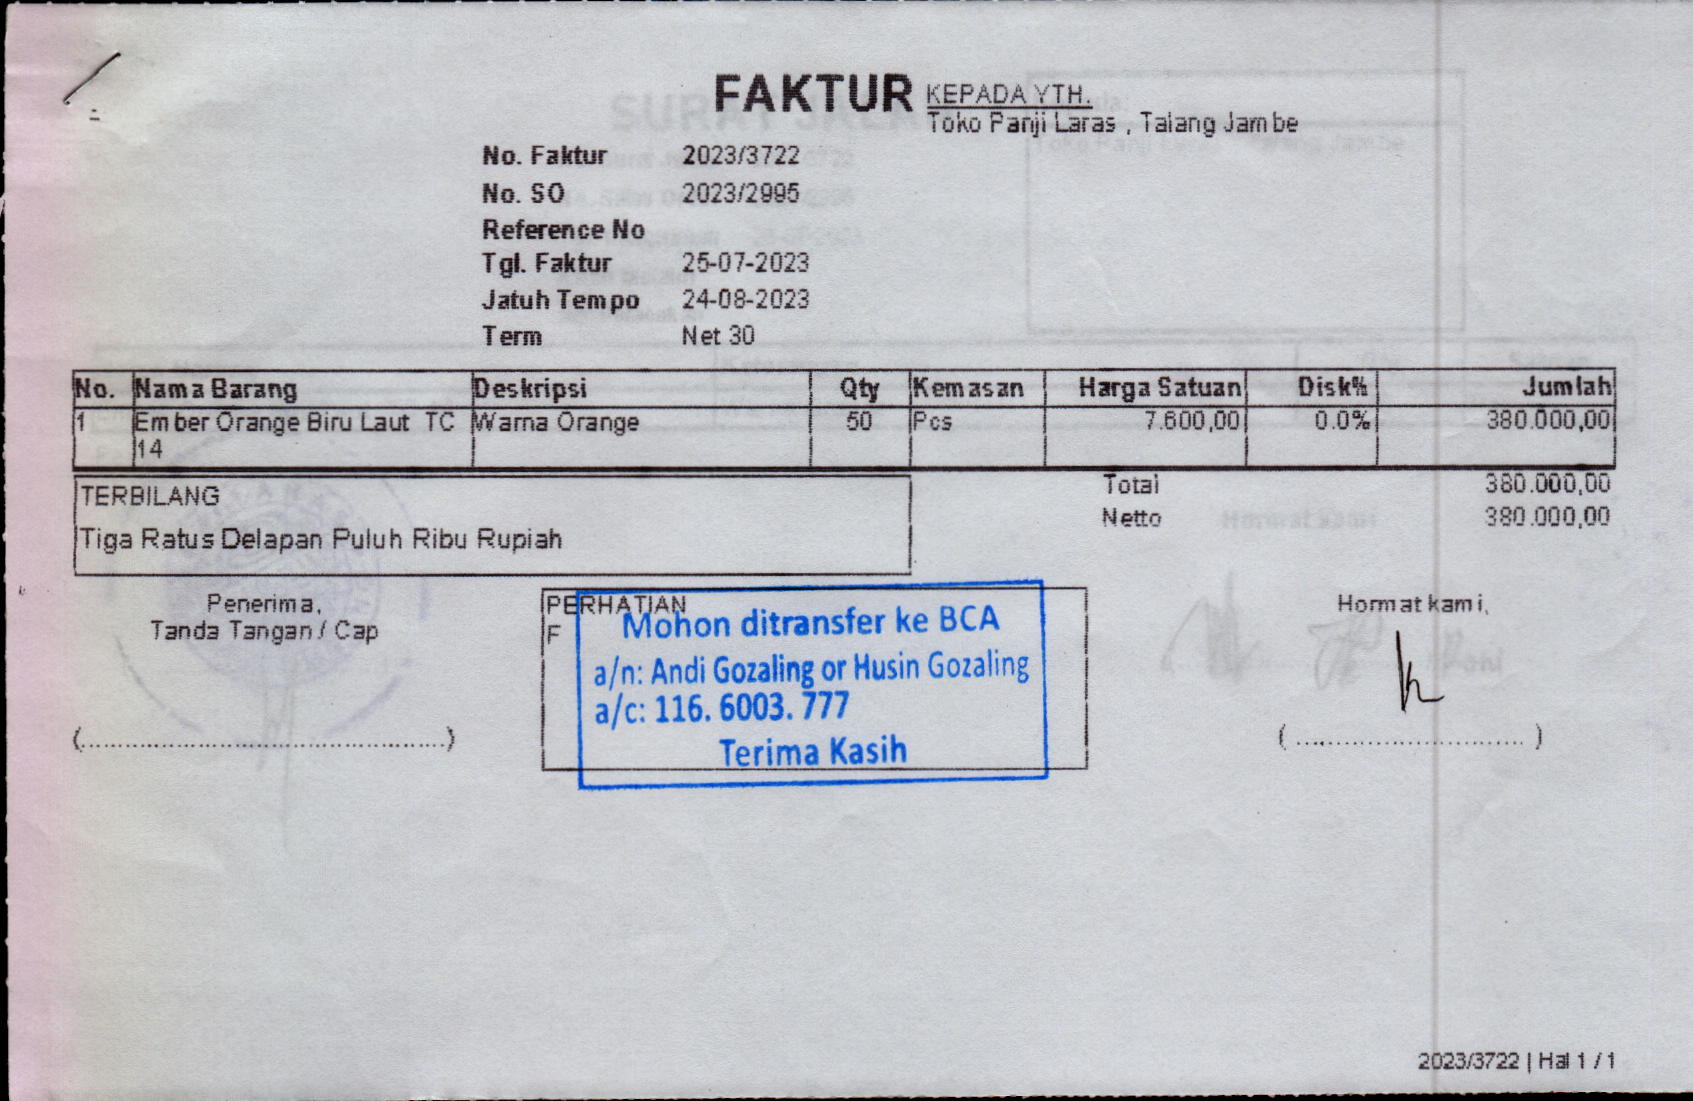 FAKTUR
KEPADA YTH.
Toko Panji Laras , Talang Jambe
No. Faktur 2023/3722
No. SO 2023/2995
Reference No
Tgl. Faktur 25-07-2023
Jatuh Tempo 24-08-2023
Term Net 30
No. Nama Barang Deskripsi Qty Kemasan Harga Satuan Disk% Jumlah
1 Ember Orange Biru Laut TC Warna Orange 50 Pcs 7.600,00 0.0% 380.000,00
14
TERBILANG
Tiga Ratus Delapan Puluh Ribu Rupiah
Total 380.000,00
Netto 380.000,00
Penerima,
Tanda Tangan / Cap
(............................................)
PERHATIAN
F
Mohon ditransfer ke BCA
a/n: Andi Gozaling or Husin Gozaling
a/c: 116. 6003. 777
Terima Kasih
Hormat kami,
( ............................ )
2023/3722 | Hal 1 / 1